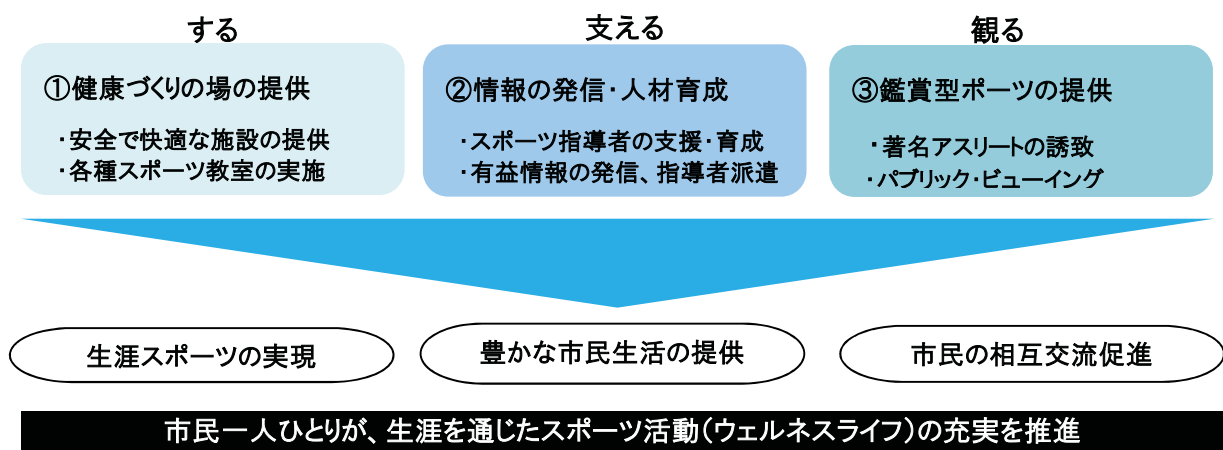 する
支える
観る
①健康づくりの場の提供
・安全で快適な施設の提供
・各種スポーツ教室の実施
②情報の発信・人材育成
・スポーツ指導者の支援・育成
・有益情報の発信、指導者派遣
③鑑賞型ポーツの提供
・著名アスリートの誘致
・パブリック・ビューイング
生涯スポーツの実現
豊かな市民生活の提供
市民の相互交流促進
市民一人ひとりが、生涯を通じたスポーツ活動（ウェルネスライフ）の充実を推進